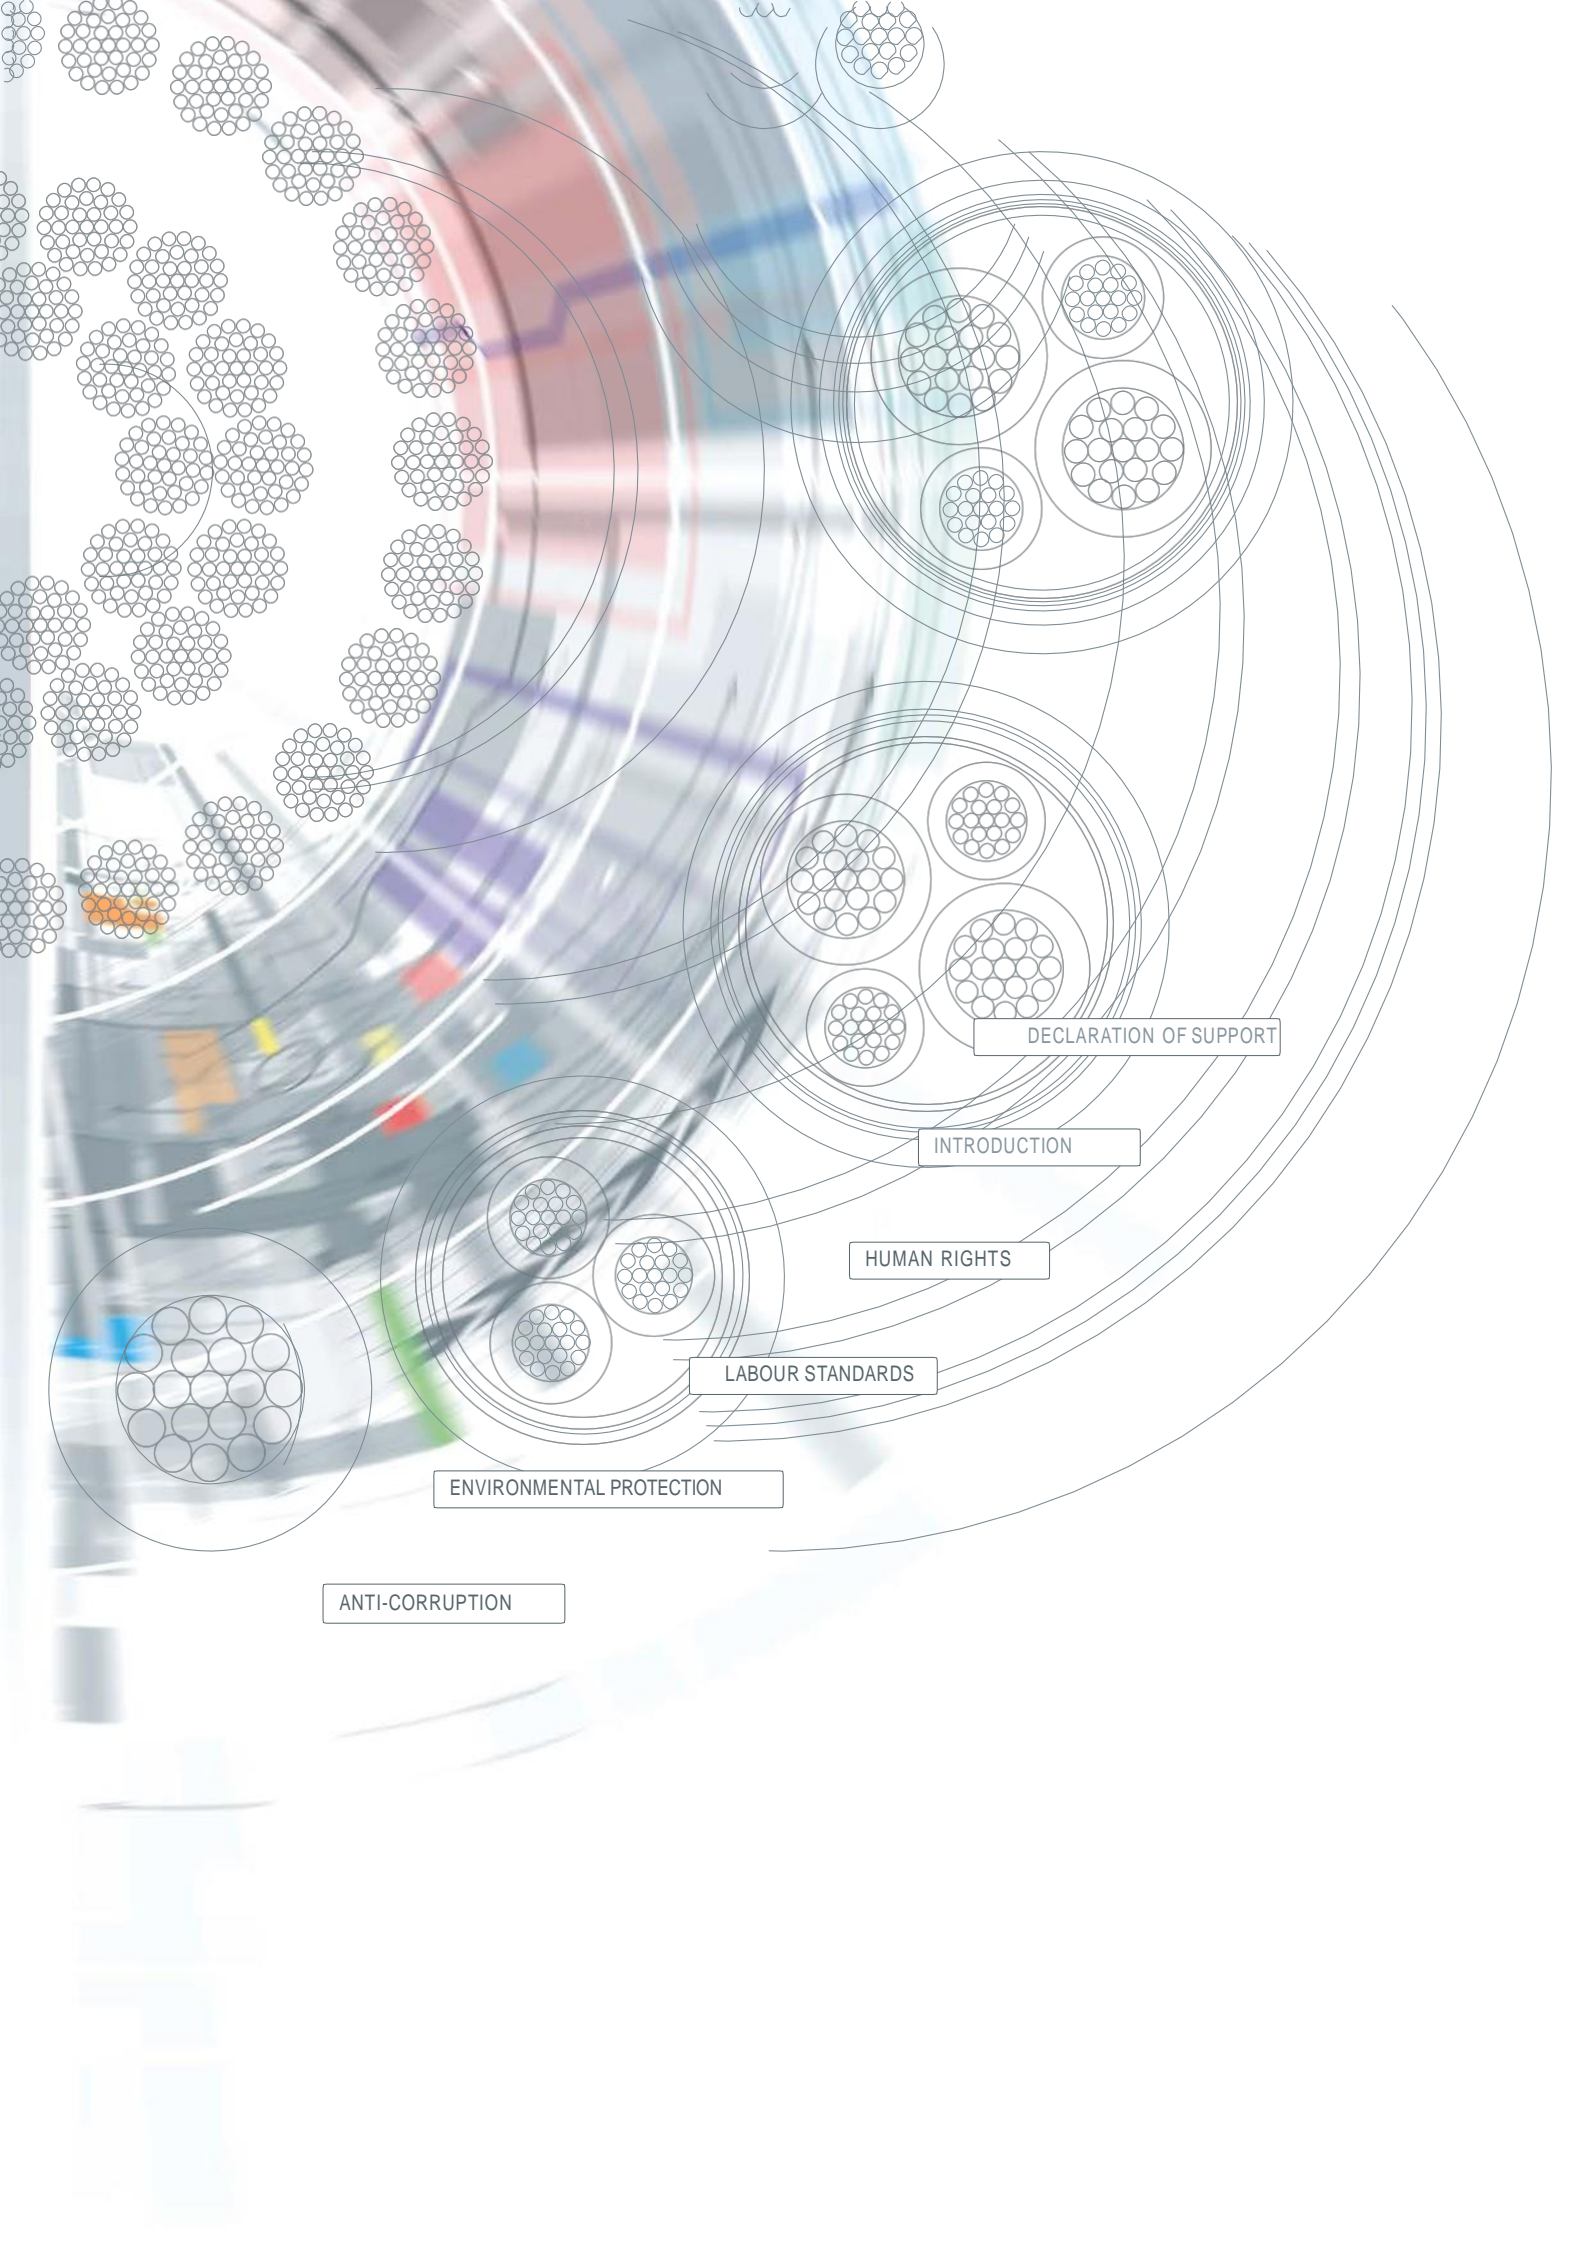 DECLARATION OF SUPPORT
INTRODUCTION
HUMAN RIGHTS
LABOUR STANDARDS
ENVIRONMENTAL PROTECTION
ANTI-CORRUPTION